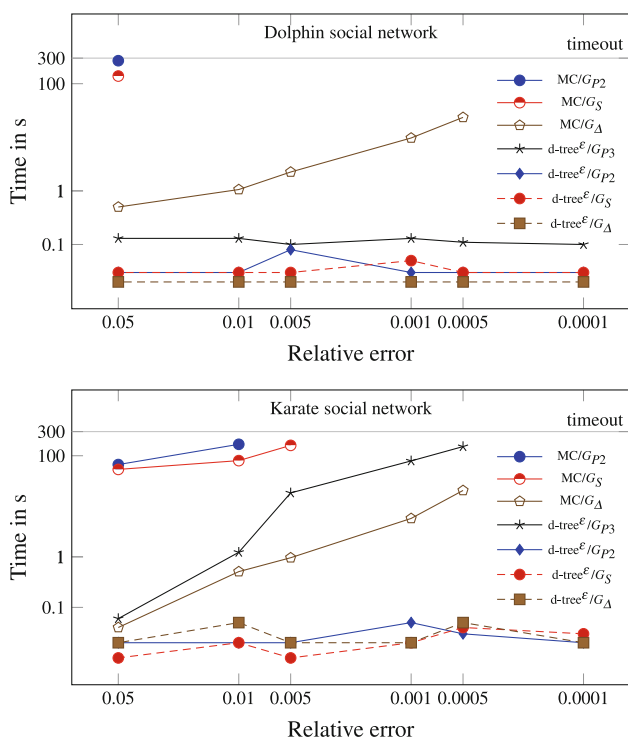 Dolphin social network
timeout
300
100
1
0.1
Time in s
MC/G_P2
MC/G_S
MC/G_Δ
d-tree^ε/G_P3
d-tree^ε/G_P2
d-tree^ε/G_S
d-tree^ε/G_Δ
0.05 0.01 0.005 0.001 0.0005 0.0001
Relative error
Karate social network
timeout
300
100
1
0.1
Time in s
MC/G_P2
MC/G_S
MC/G_Δ
d-tree^ε/G_P3
d-tree^ε/G_P2
d-tree^ε/G_S
d-tree^ε/G_Δ
0.05 0.01 0.005 0.001 0.0005 0.0001
Relative error